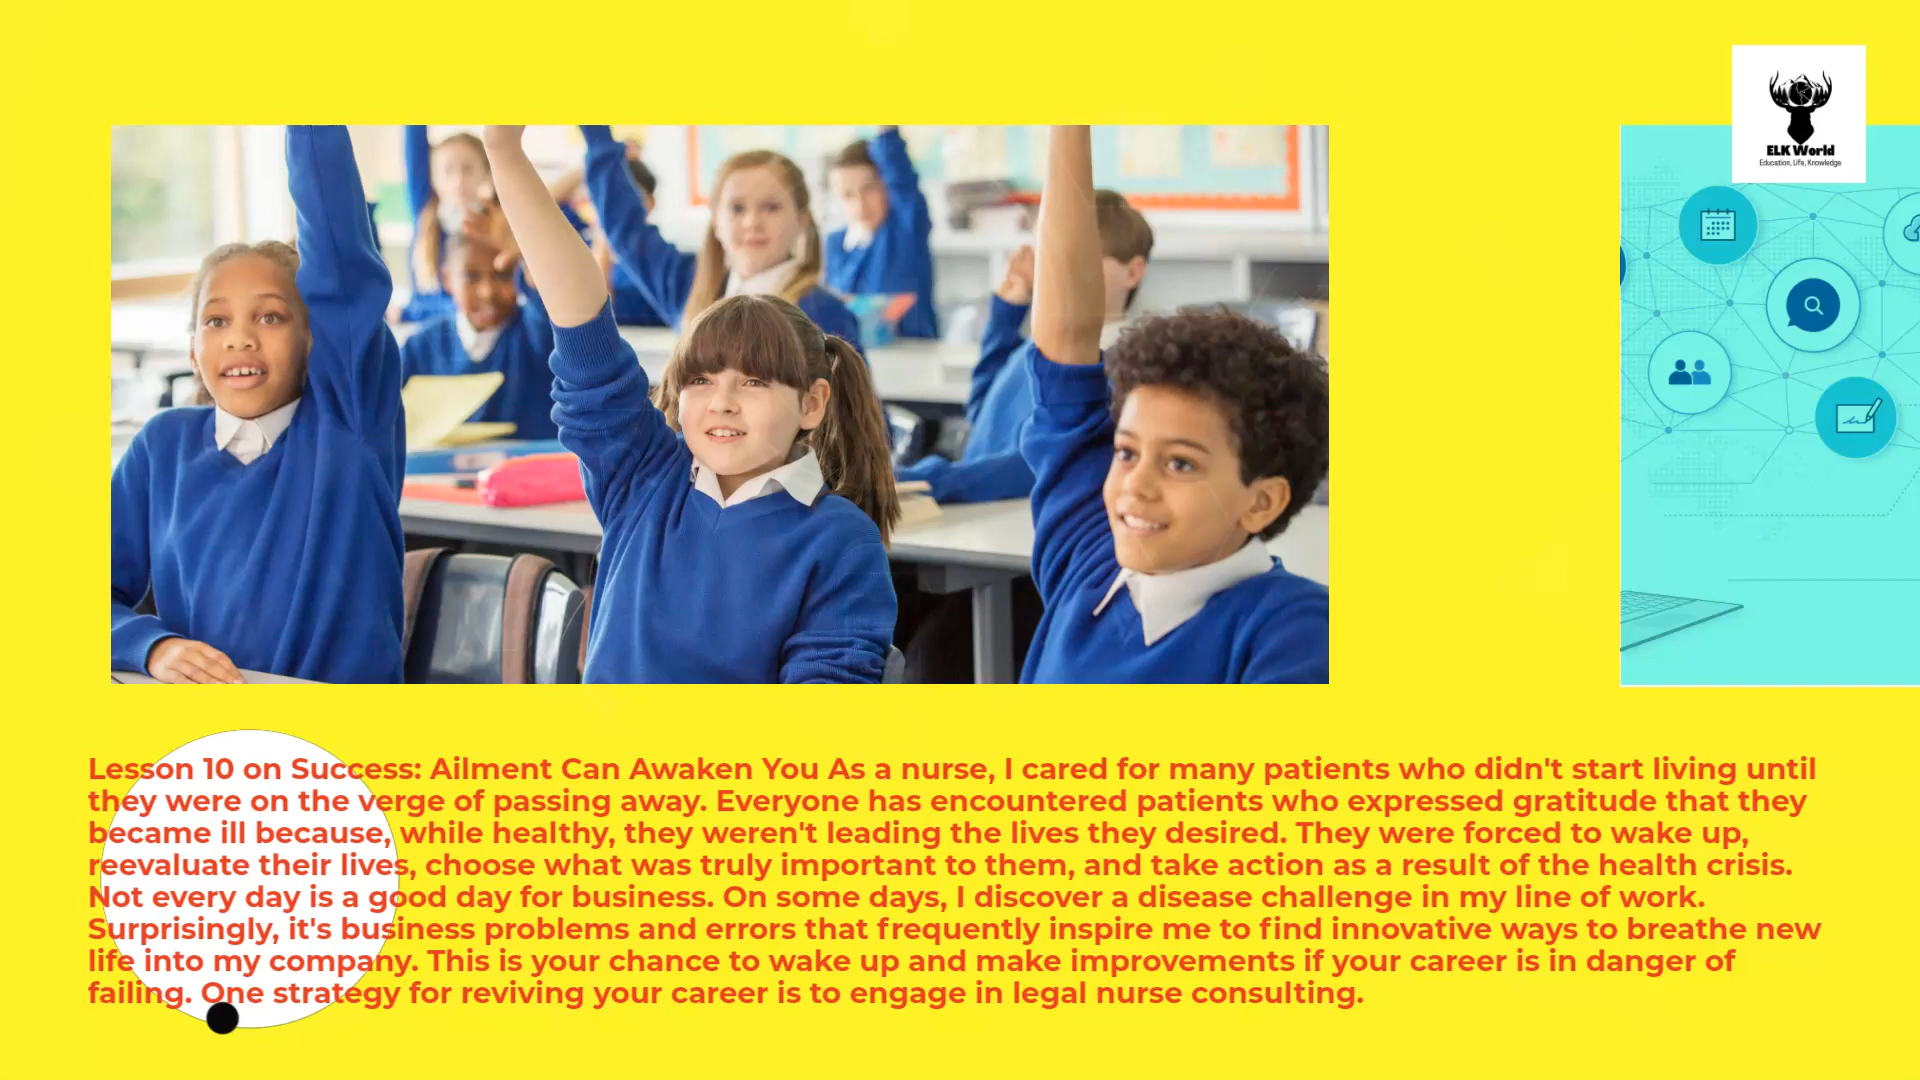 ELK World
Education, Life, Knowledge
Lesson 10 on Success: Ailment Can Awaken You As a nurse, I cared for many patients who didn't start living until
they were on the verge of passing away. Everyone has encountered patients who expressed gratitude that they
became ill because, while healthy, they weren't leading the lives they desired. They were forced to wake up,
reevaluate their lives, choose what was truly important to them, and take action as a result of the health crisis.
Not every day is a good day for business. On some days, I discover a disease challenge in my line of work.
Surprisingly, it's business problems and errors that frequently inspire me to find innovative ways to breathe new
life into my company. This is your chance to wake up and make improvements if your career is in danger of
failing. One strategy for reviving your career is to engage in legal nurse consulting.